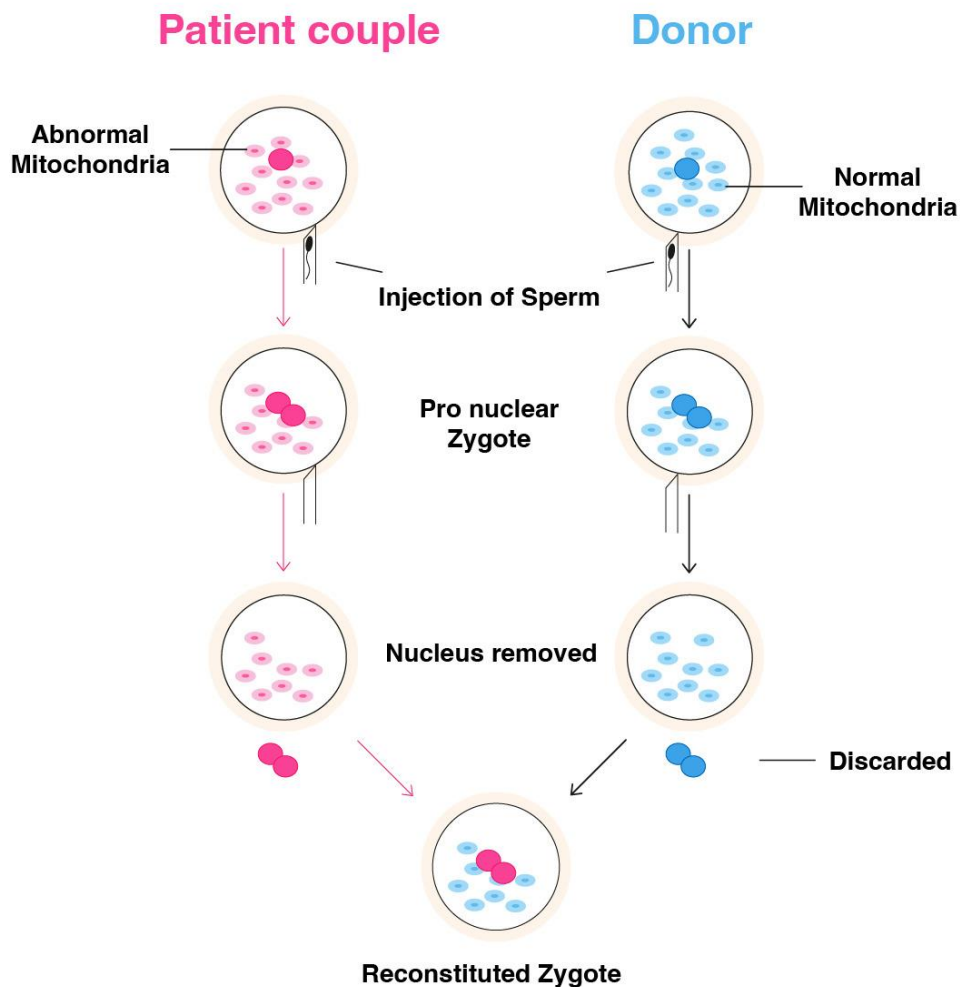 Patient couple
Donor
Abnormal
Mitochondria
Normal
Mitochondria
Injection of Sperm
Pro nuclear
Zygote
Nucleus removed
Discarded
Reconstituted Zygote